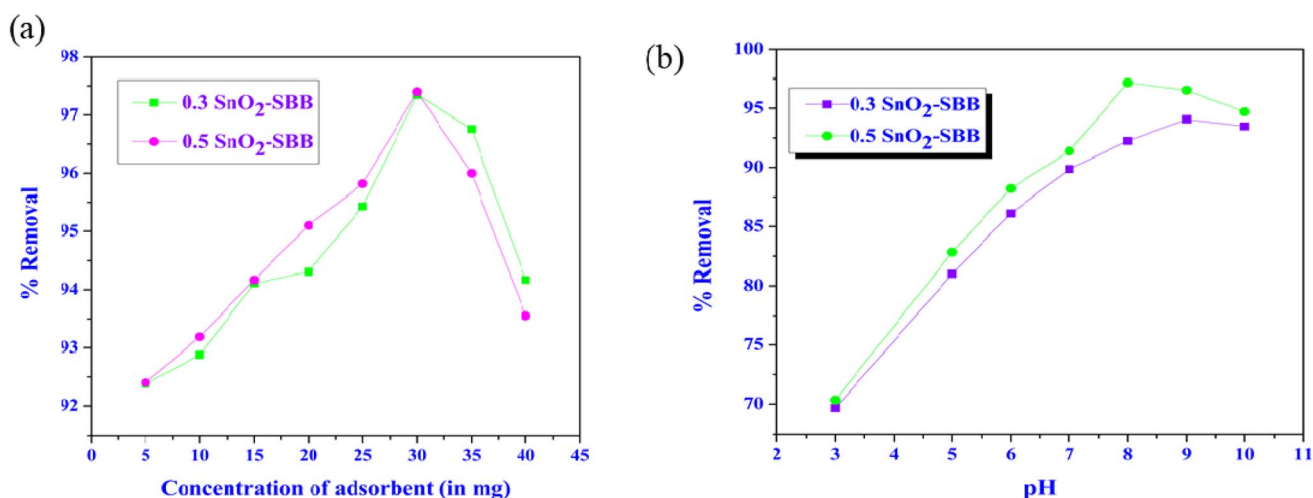 (a)
98
97
96
95
94
93
92
% Removal
0.3 SnO₂-SBB
0.5 SnO₂-SBB
0 5 10 15 20 25 30 35 40 45
Concentration of adsorbent (in mg)
(b)
100
95
90
85
80
75
70
% Removal
0.3 SnO₂-SBB
0.5 SnO₂-SBB
2 3 4 5 6 7 8 9 10 11
pH